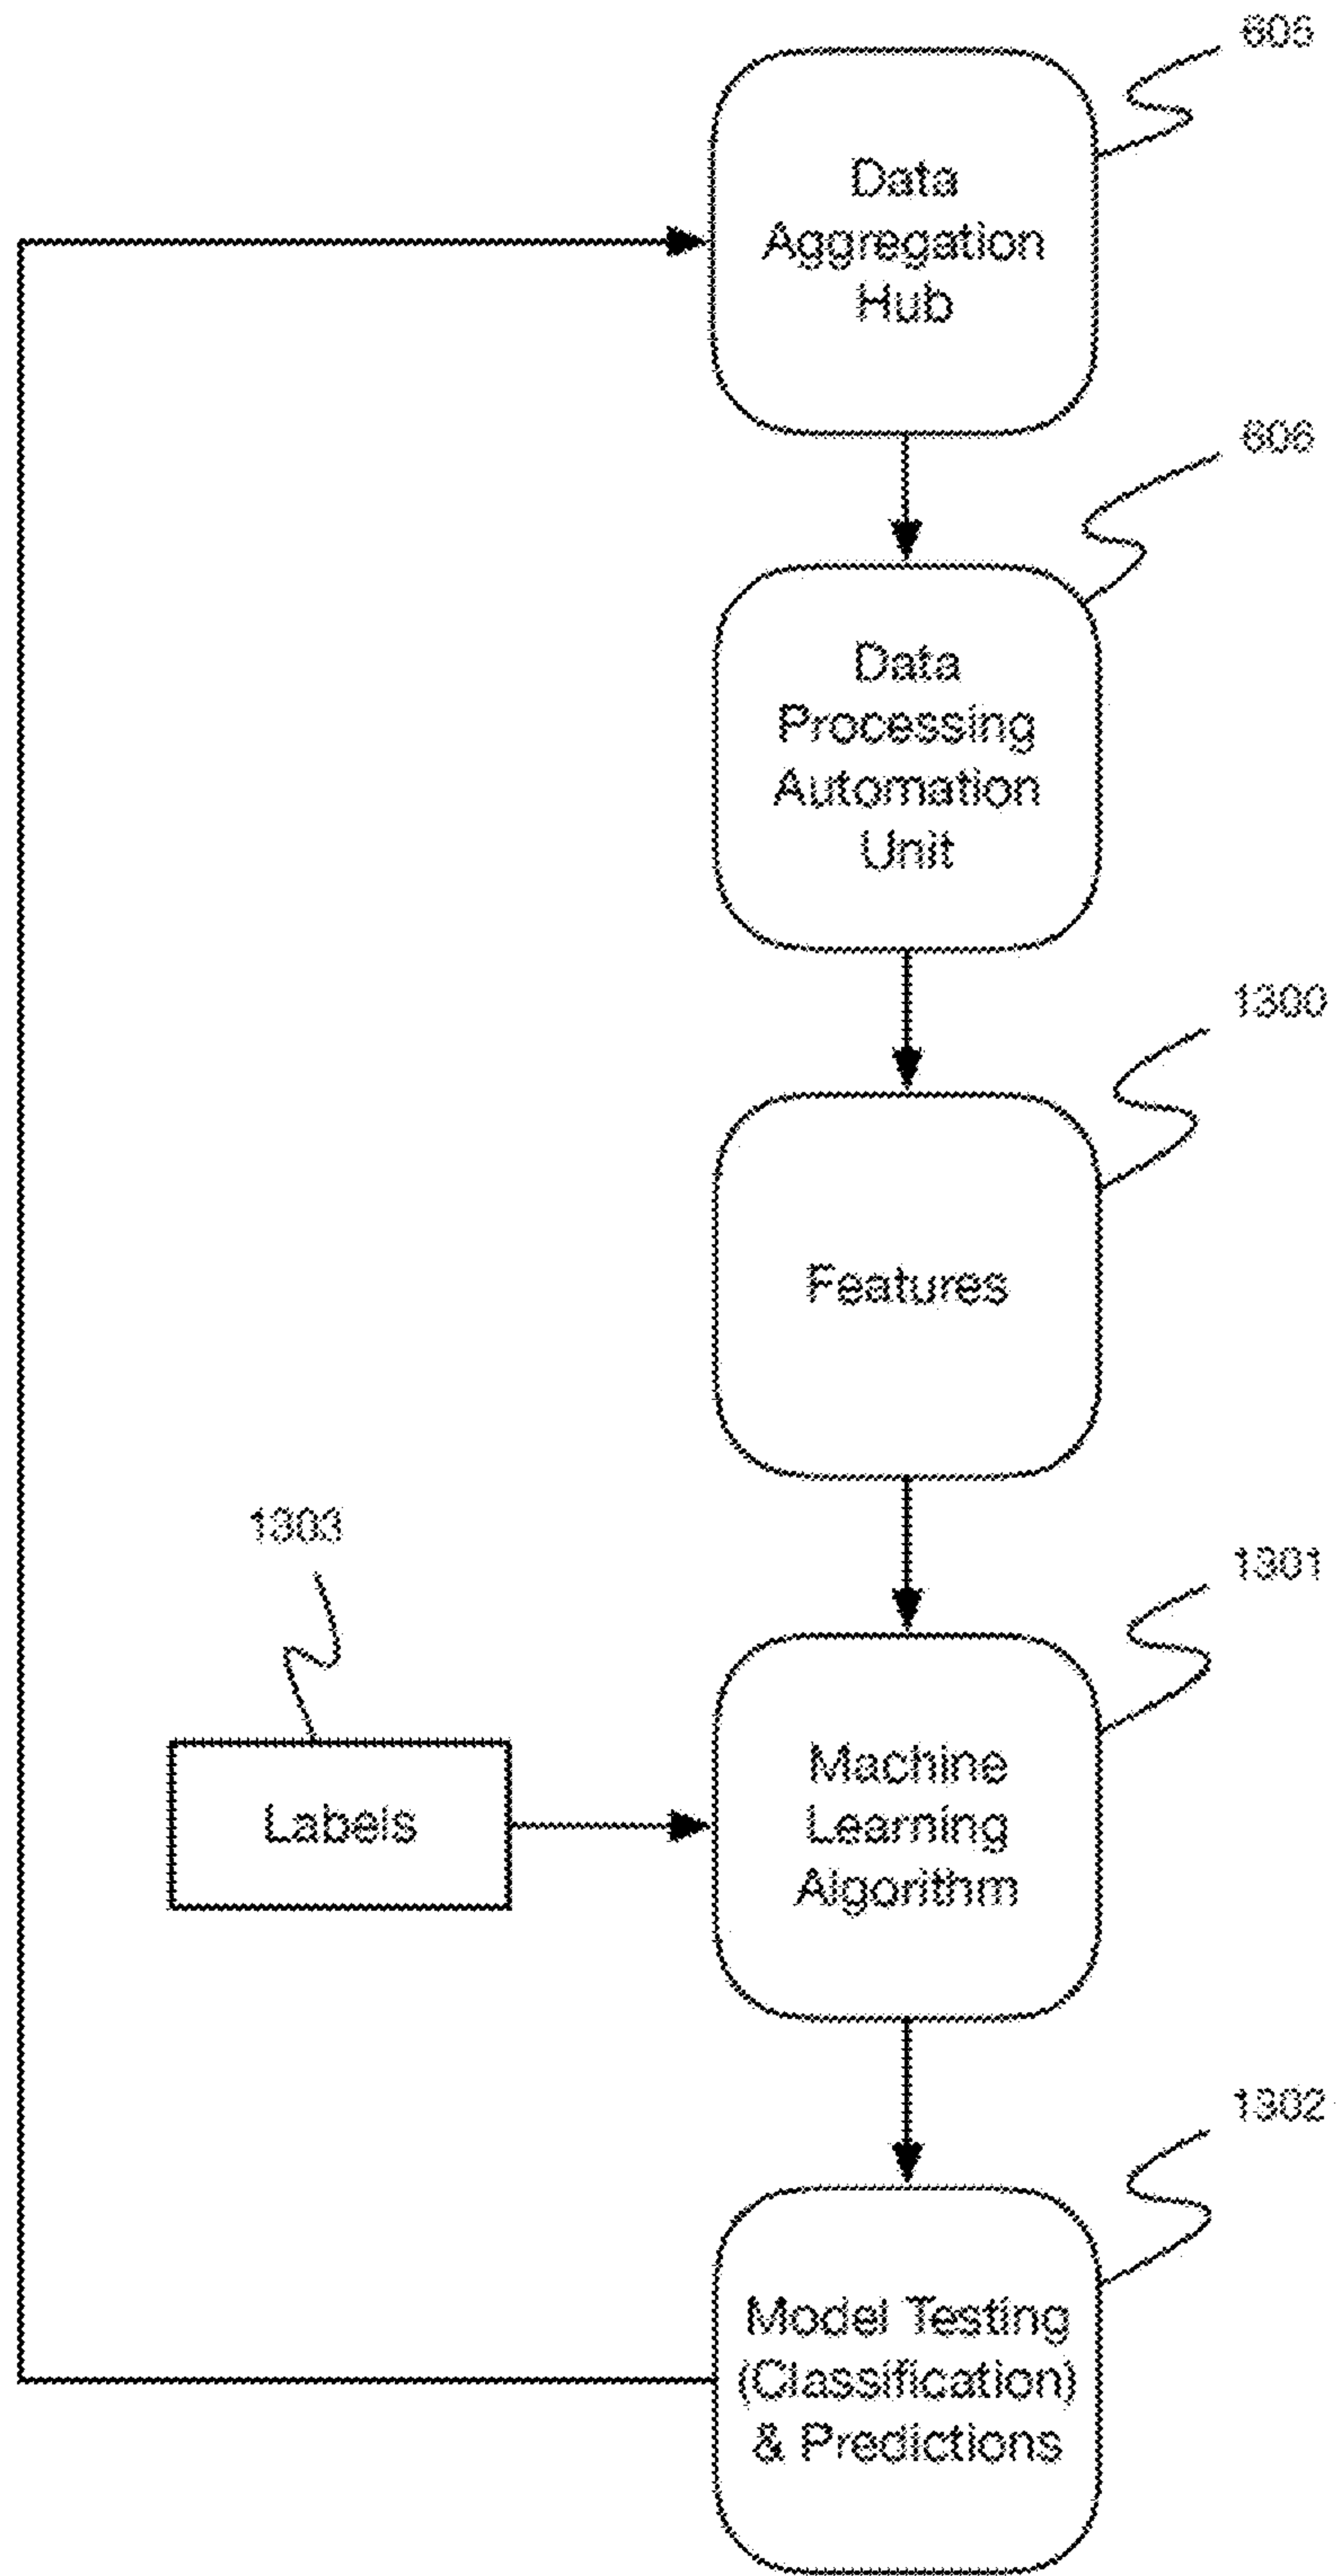 605
Data
Aggregation
Hub
606
Data
Processing
Automation
Unit
1300
Features
1303
1301
Labels
Machine
Learning
Algorithm
1302
Model Testing
(Classification)
& Predictions